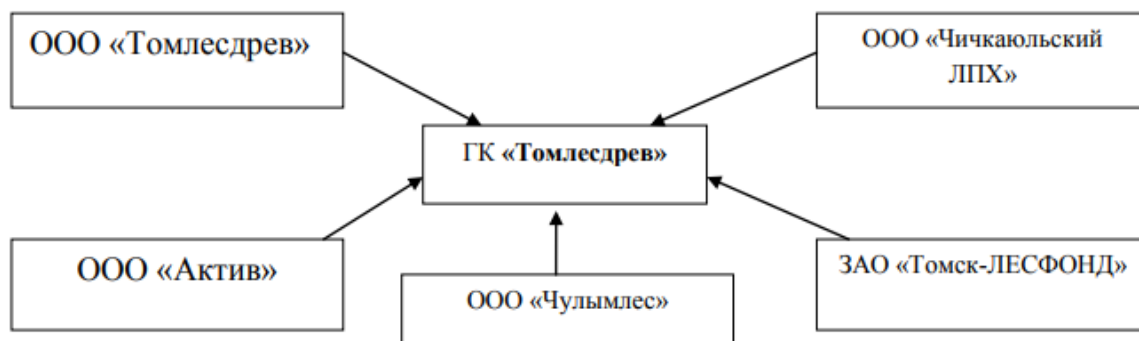 ООО «Томлесдрев»
ООО «Чичкаюльский
ЛПХ»
ГК «Томлесдрев»
ООО «Актив»
ООО «Чулымлес»
ЗАО «Томск-ЛЕСФОНД»